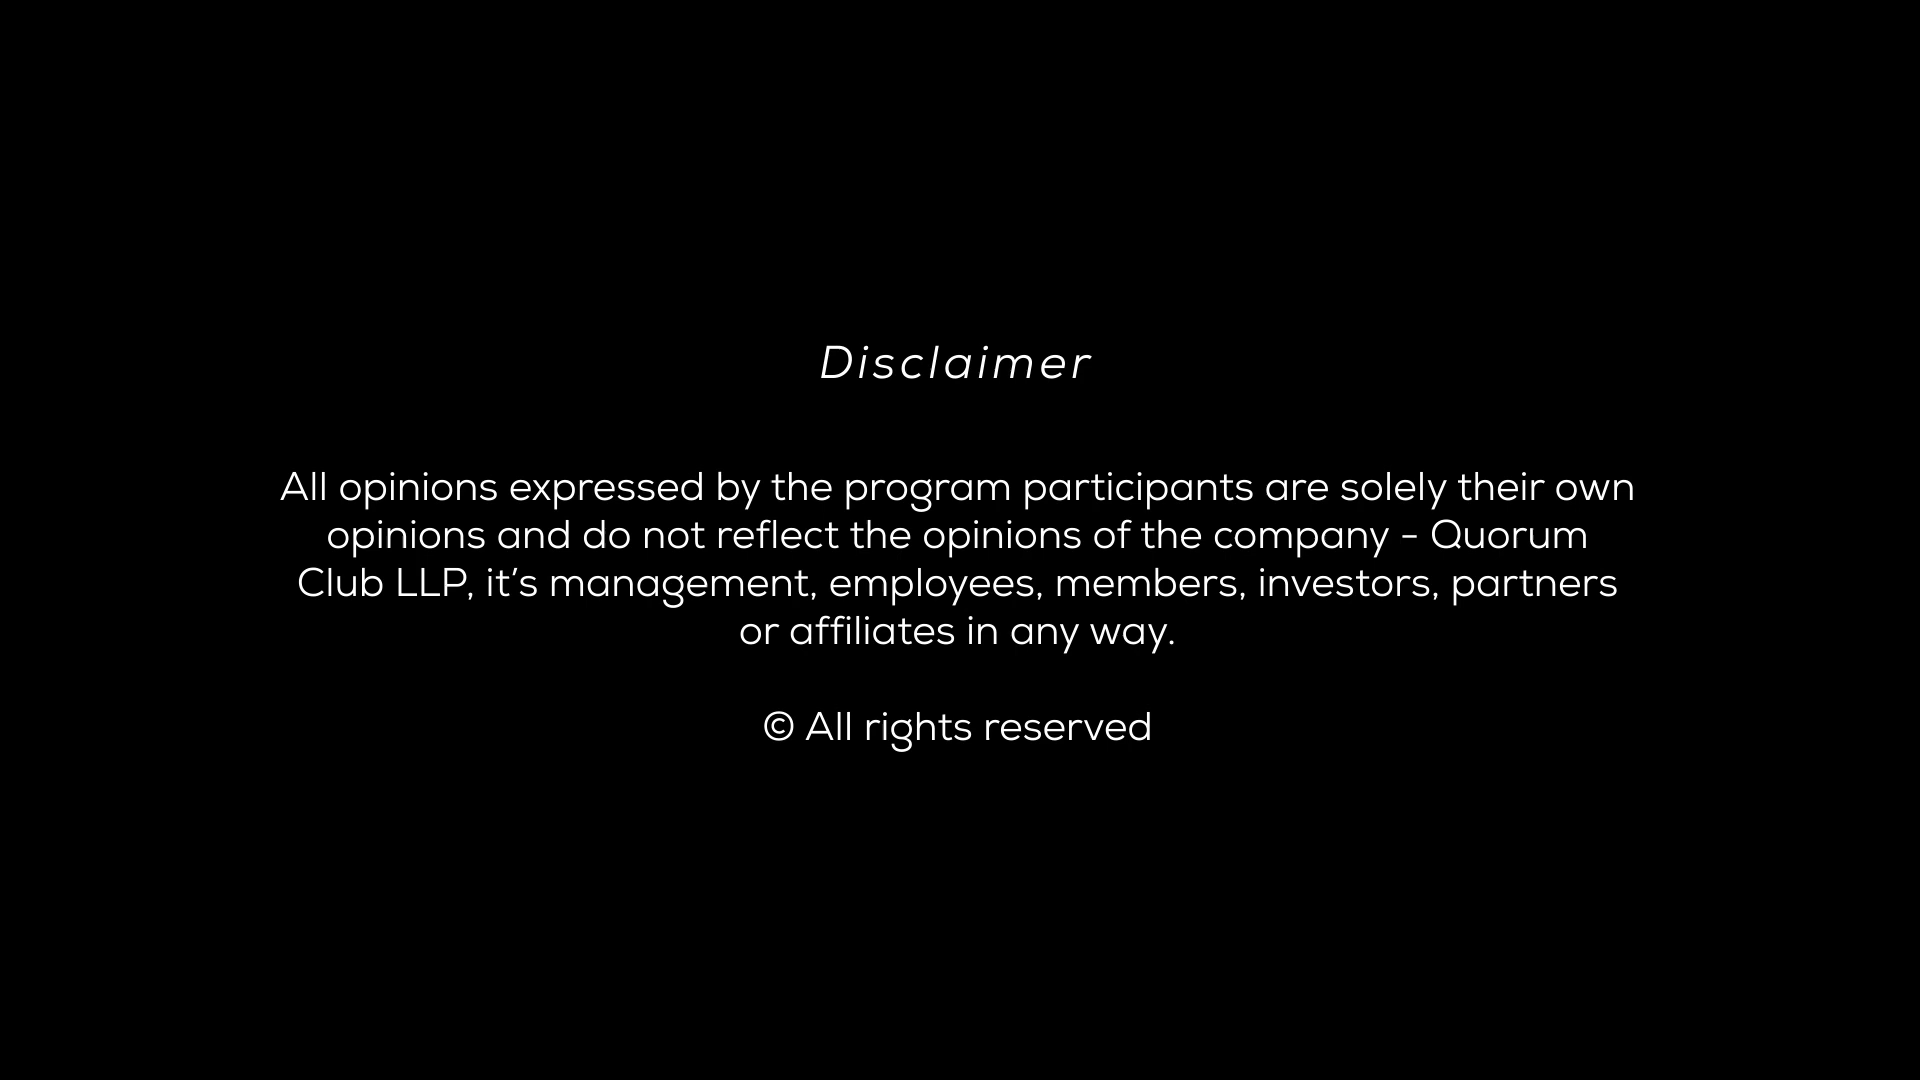 Disclaimer
All opinions expressed by the program participants are solely their own
opinions and do not reflect the opinions of the company - Quorum
Club LLP, it’s management, employees, members, investors, partners
or affiliates in any way.
© All rights reserved